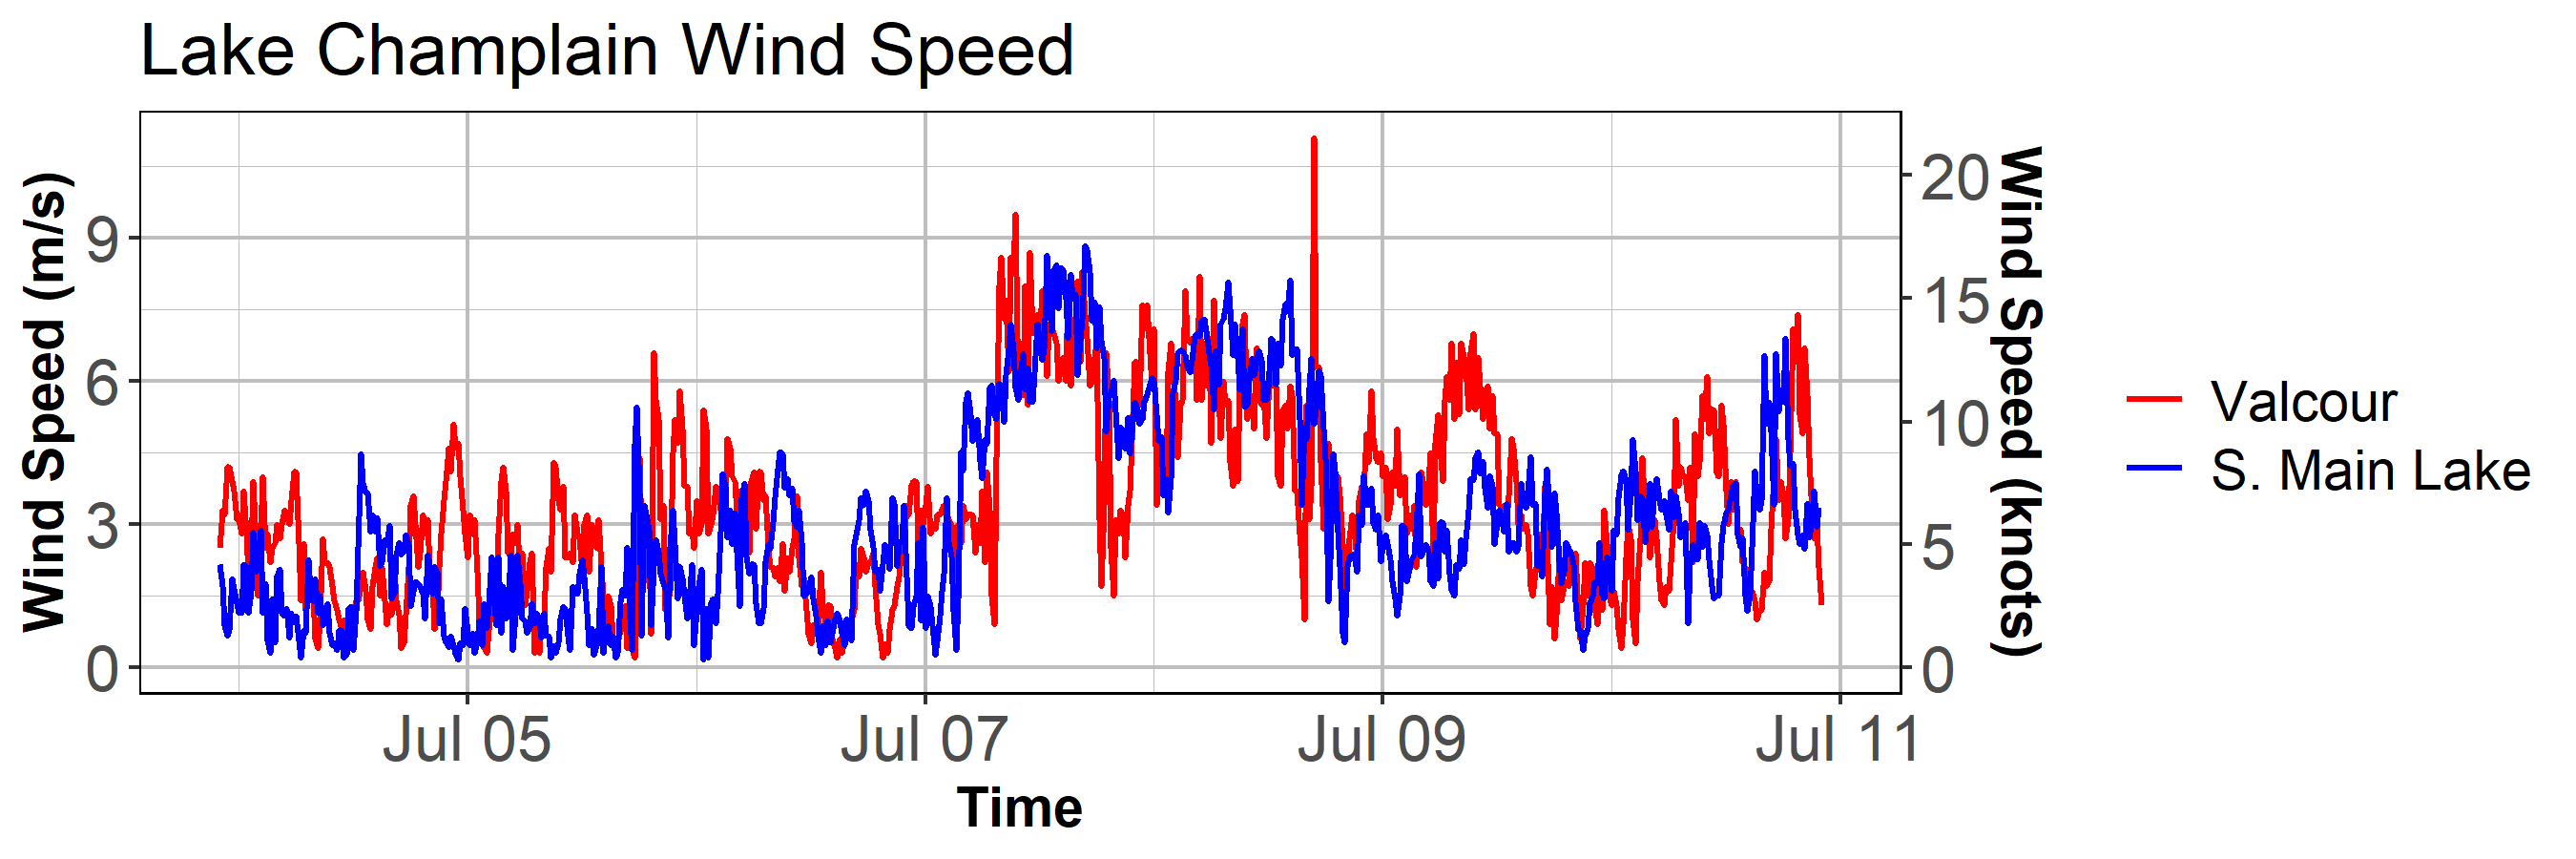 Lake Champlain Wind Speed
Wind Speed (m/s)
9
6
3
0
20
15
10
5
0
Wind Speed (knots)
Jul 05
Jul 07
Jul 09
Jul 11
Time
Valcour
S. Main Lake